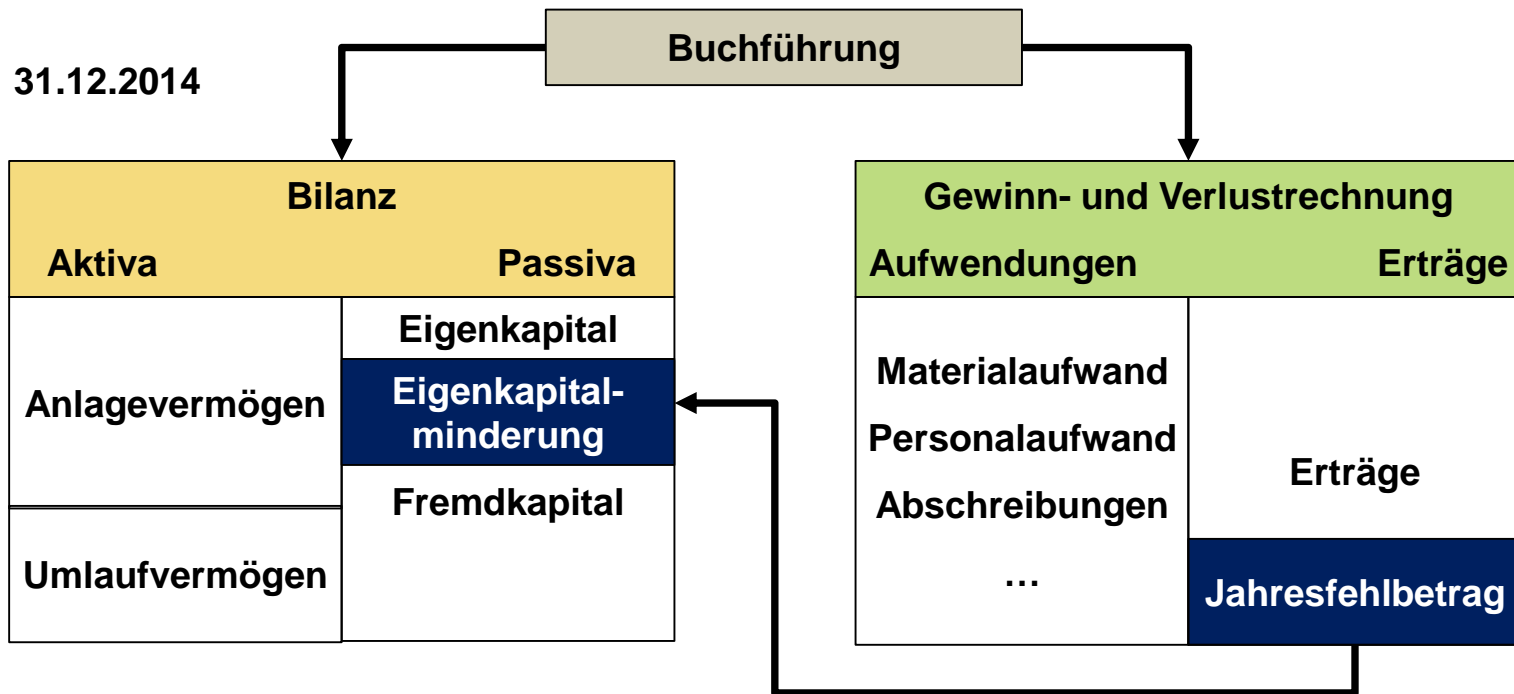 Buchführung
31.12.2014
Bilanz
Aktiva Passiva
Anlagevermögen
Umlaufvermögen
Eigenkapital
Eigenkapital-
minderung
Fremdkapital
Gewinn- und Verlustrechnung
Aufwendungen Erträge
Materialaufwand
Personalaufwand
Abschreibungen
…
Erträge
Jahresfehlbetrag